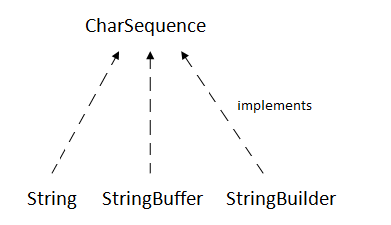 CharSequence
implements
String StringBuffer StringBuilder